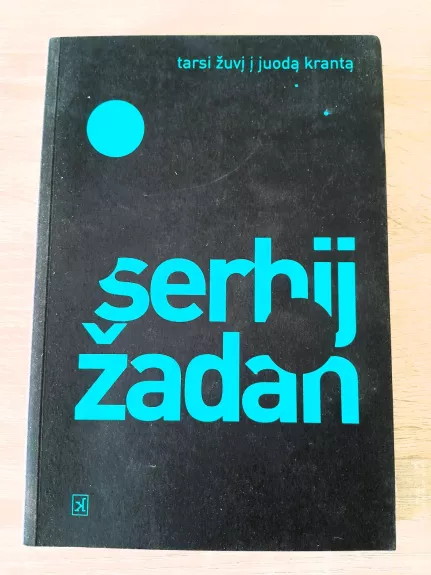 tarsi žuvį į juodą krantą
serhij
žadan